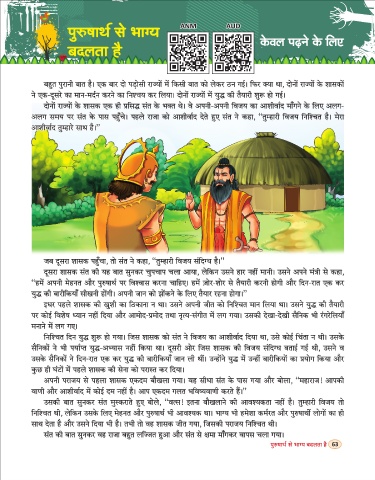 पुरुषार्थ से भाग्य
बदलता है
ANM
AUD
केवल पढ़ने के लिए
बहुत पुरानी बात है। एक बार दो पड़ोसी राज्यों में किसी बात को लेकर ठन गई। फिर क्या था, दोनों राज्यों के शासकों
ने एक-दूसरे का मान-मर्दन करने का निश्चय कर लिया। दोनों राज्यों में युद्ध की तैयारी शुरू हो गई।
दोनों राज्यों के शासक एक ही प्रसिद्ध संत के भक्त थे। वे अपनी-अपनी विजय का आशीर्वाद माँगने के लिए अलग-
अलग समय पर संत के पास पहुँचे। पहले राजा को आशीर्वाद देते हुए संत ने कहा, ‘‘तुम्हारी विजय निश्चित है। मेरा
आशीर्वाद तुम्हारे साथ है।’’
जब दूसरा शासक पहुँचा, तो संत ने कहा, ‘‘तुम्हारी विजय संदिग्ध है।’’
दूसरा शासक संत की यह बात सुनकर चुपचाप चला आया, लेकिन उसने हार नहीं मानी। उसने अपने मंत्री से कहा,
‘‘हमें अपनी मेहनत और पुरुषार्थ पर विश्वास करना चाहिए। हमें ज़ोर-शोर से तैयारी करनी होगी और दिन-रात एक कर
युद्ध की बारीकियाँ सीखनी होंगी। अपनी जान को झोंकने के लिए तैयार रहना होगा।’’
इधर पहले शासक की खुशी का ठिकाना न था। उसने अपनी जीत को निश्चित मान लिया था। उसने युद्ध की तैयारी
पर कोई विशेष ध्यान नहीं दिया और आमोद-प्रमोद तथा नृत्य-संगीत में लग गया। उसकी देखा-देखी सैनिक भी रंगरेलियाँ
मनाने में लग गए।
निश्चित दिन युद्ध शुरू हो गया। जिस शासक को संत ने विजय का आशीर्वाद दिया था, उसे कोई चिंता न थी। उसके
सैनिकों ने भी पर्याप्त युद्ध-अभ्यास नहीं किया था। दूसरी ओर जिस शासक की विजय संदिग्ध बताई गई थी, उसने व
उसके सैनिकों ने दिन-रात एक कर युद्ध की बारीकियाँ जान ली थीं। उन्होंने युद्ध में उन्हीं बारीकियों का प्रयोग किया और
कुछ ही घंटों में पहले शासक की सेना को परास्त कर दिया।
अपनी पराजय से पहला शासक एकदम बौखला गया। वह सीधा संत के पास गया और बोला, ‘‘महाराज! आपकी
वाणी और आशीर्वाद में कोई दम नहीं है। आप एकदम गलत भविष्यवाणी करते हैं।’’
उसकी बात सुनकर संत मुस्कराते हुए बोले, ‘‘वत्स! इतना बौखलाने की आवश्यकता नहीं है। तुम्हारी विजय तो
निश्चित थी, लेकिन उसके लिए मेहनत और पुरुषार्थ भी आवश्यक था। भाग्य भी हमेशा कर्मरत और पुरुषार्थी लोगों का ही
साथ देता है और उसने दिया भी है। तभी तो वह शासक जीत गया, जिसकी पराजय निश्चित थी।
संत की बात सुनकर वह राजा बहुत लज्जित हुआ और संत से क्षमा माँगकर वापस चला गया।
पुरुषार्थ से भाग्य बदलता है 63